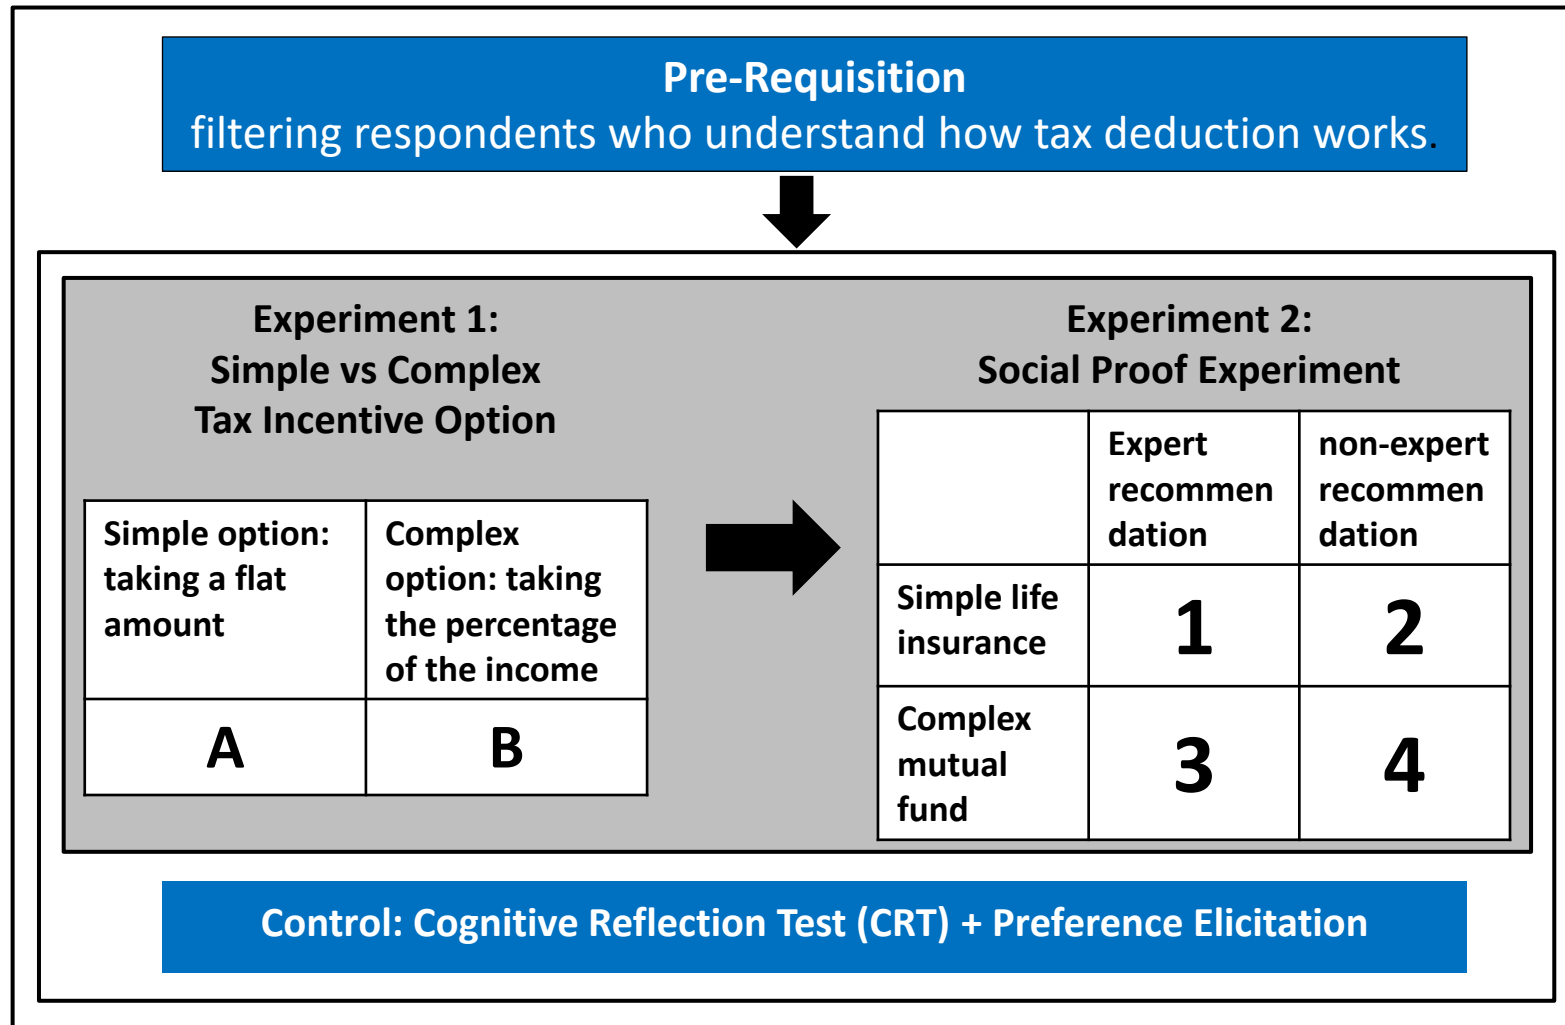 Pre-Requisition
filtering respondents who understand how tax deduction works.
Experiment 1:
Simple vs Complex
Tax Incentive Option
Simple option:
taking a flat
amount
Complex
option: taking
the percentage
of the income
A
B
Experiment 2:
Social Proof Experiment
Expert
recommen
dation
non-expert
recommen
dation
Simple life
insurance
1
2
Complex
mutual
fund
3
4
Control: Cognitive Reflection Test (CRT) + Preference Elicitation